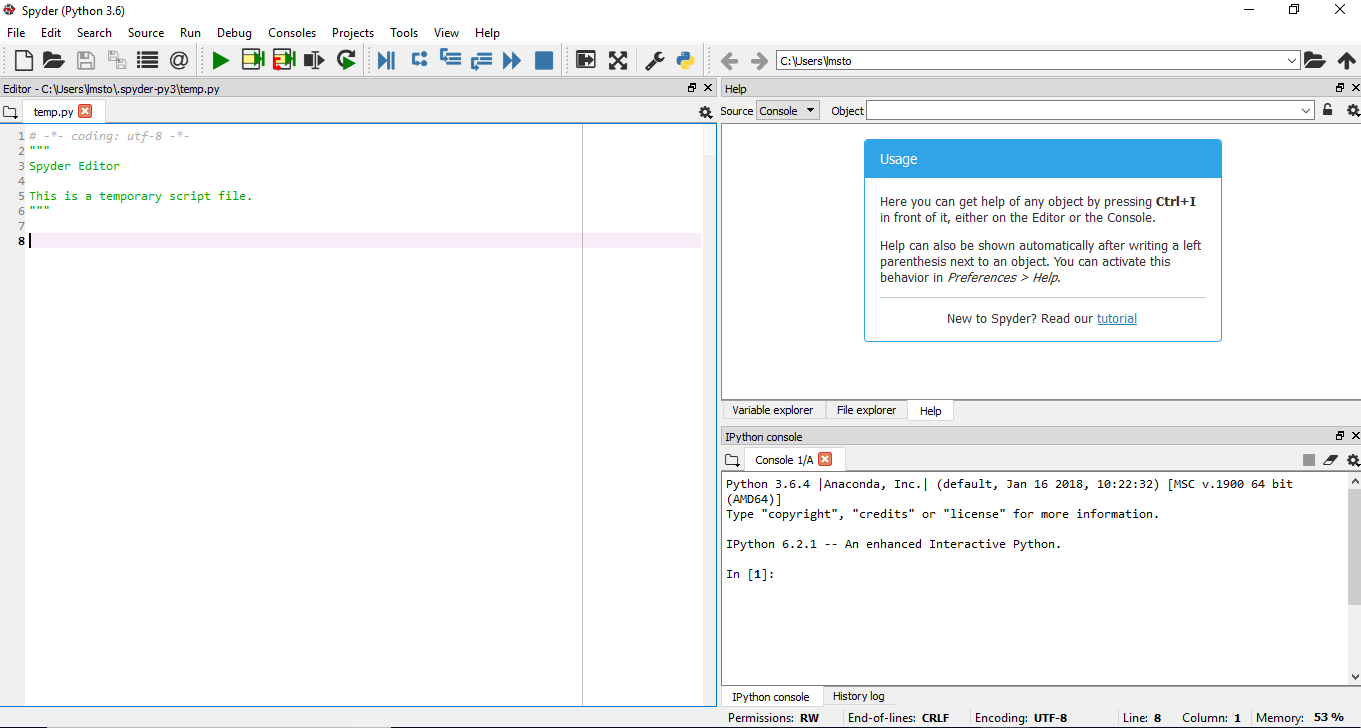 Spyder (Python 3.6)
File Edit Search Source Run Debug Consoles Projects Tools View Help
@
C:\Users\lmsto
Editor - C:\Users\lmsto\.spyder-py3\temp.py
temp.py
1 # -*- coding: utf-8 -*-
2 """
3 Spyder Editor
4
5 This is a temporary script file.
6 """
7
8
Help
Source Console Object
Usage
Here you can get help of any object by pressing Ctrl+I
in front of it, either on the Editor or the Console.
Help can also be shown automatically after writing a left
parenthesis next to an object. You can activate this
behavior in Preferences > Help.
New to Spyder? Read our tutorial
Variable explorer File explorer Help
IPython console
Console 1/A
Python 3.6.4 |Anaconda, Inc.| (default, Jan 16 2018, 10:22:32) [MSC v.1900 64 bit
(AMD64)]
Type "copyright", "credits" or "license" for more information.
IPython 6.2.1 -- An enhanced Interactive Python.
In [1]:
IPython console History log
Permissions: RW End-of-lines: CRLF Encoding: UTF-8 Line: 8 Column: 1 Memory: 53 %